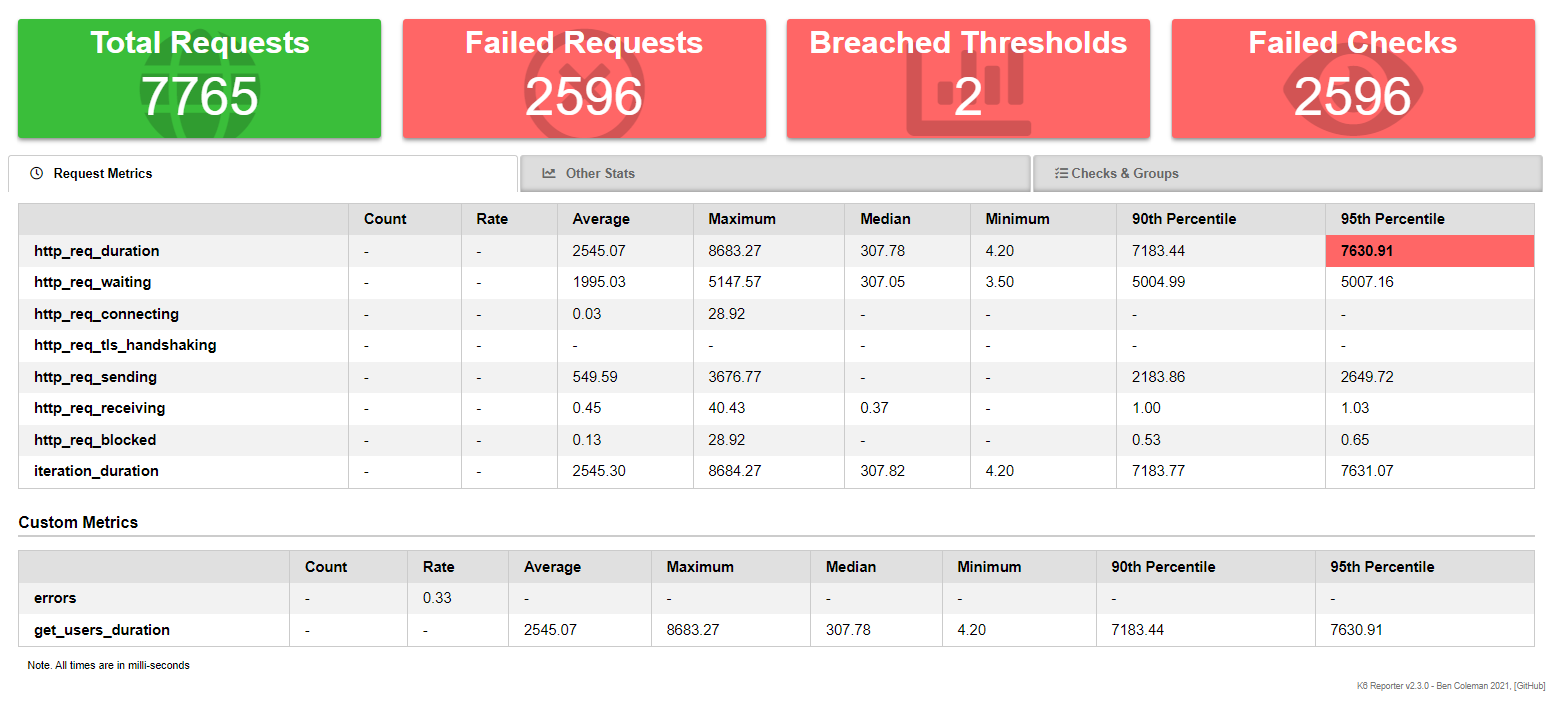 Total Requests Failed Requests Breached Thresholds Failed Checks
7765 2596 2 2596
Request Metrics Other Stats Checks & Groups
Count Rate Average Maximum Median Minimum 90th Percentile 95th Percentile
http_req_duration - - 2545.07 8683.27 307.78 4.20 7183.44 7630.91
http_req_waiting - - 1995.03 5147.57 307.05 3.50 5004.99 5007.16
http_req_connecting - - 0.03 28.92 - - - -
http_req_tls_handshaking - - - - - - - -
http_req_sending - - 549.59 3676.77 - - 2183.86 2649.72
http_req_receiving - - 0.45 40.43 0.37 - 1.00 1.03
http_req_blocked - - 0.13 28.92 - - 0.53 0.65
iteration_duration - - 2545.30 8684.27 307.82 4.20 7183.77 7631.07
Custom Metrics
Count Rate Average Maximum Median Minimum 90th Percentile 95th Percentile
errors - 0.33 - - - - - -
get_users_duration - - 2545.07 8683.27 307.78 4.20 7183.44 7630.91
Note. All times are in milli-seconds
K6 Reporter v2.3.0 - Ben Coleman 2021, [GitHub]